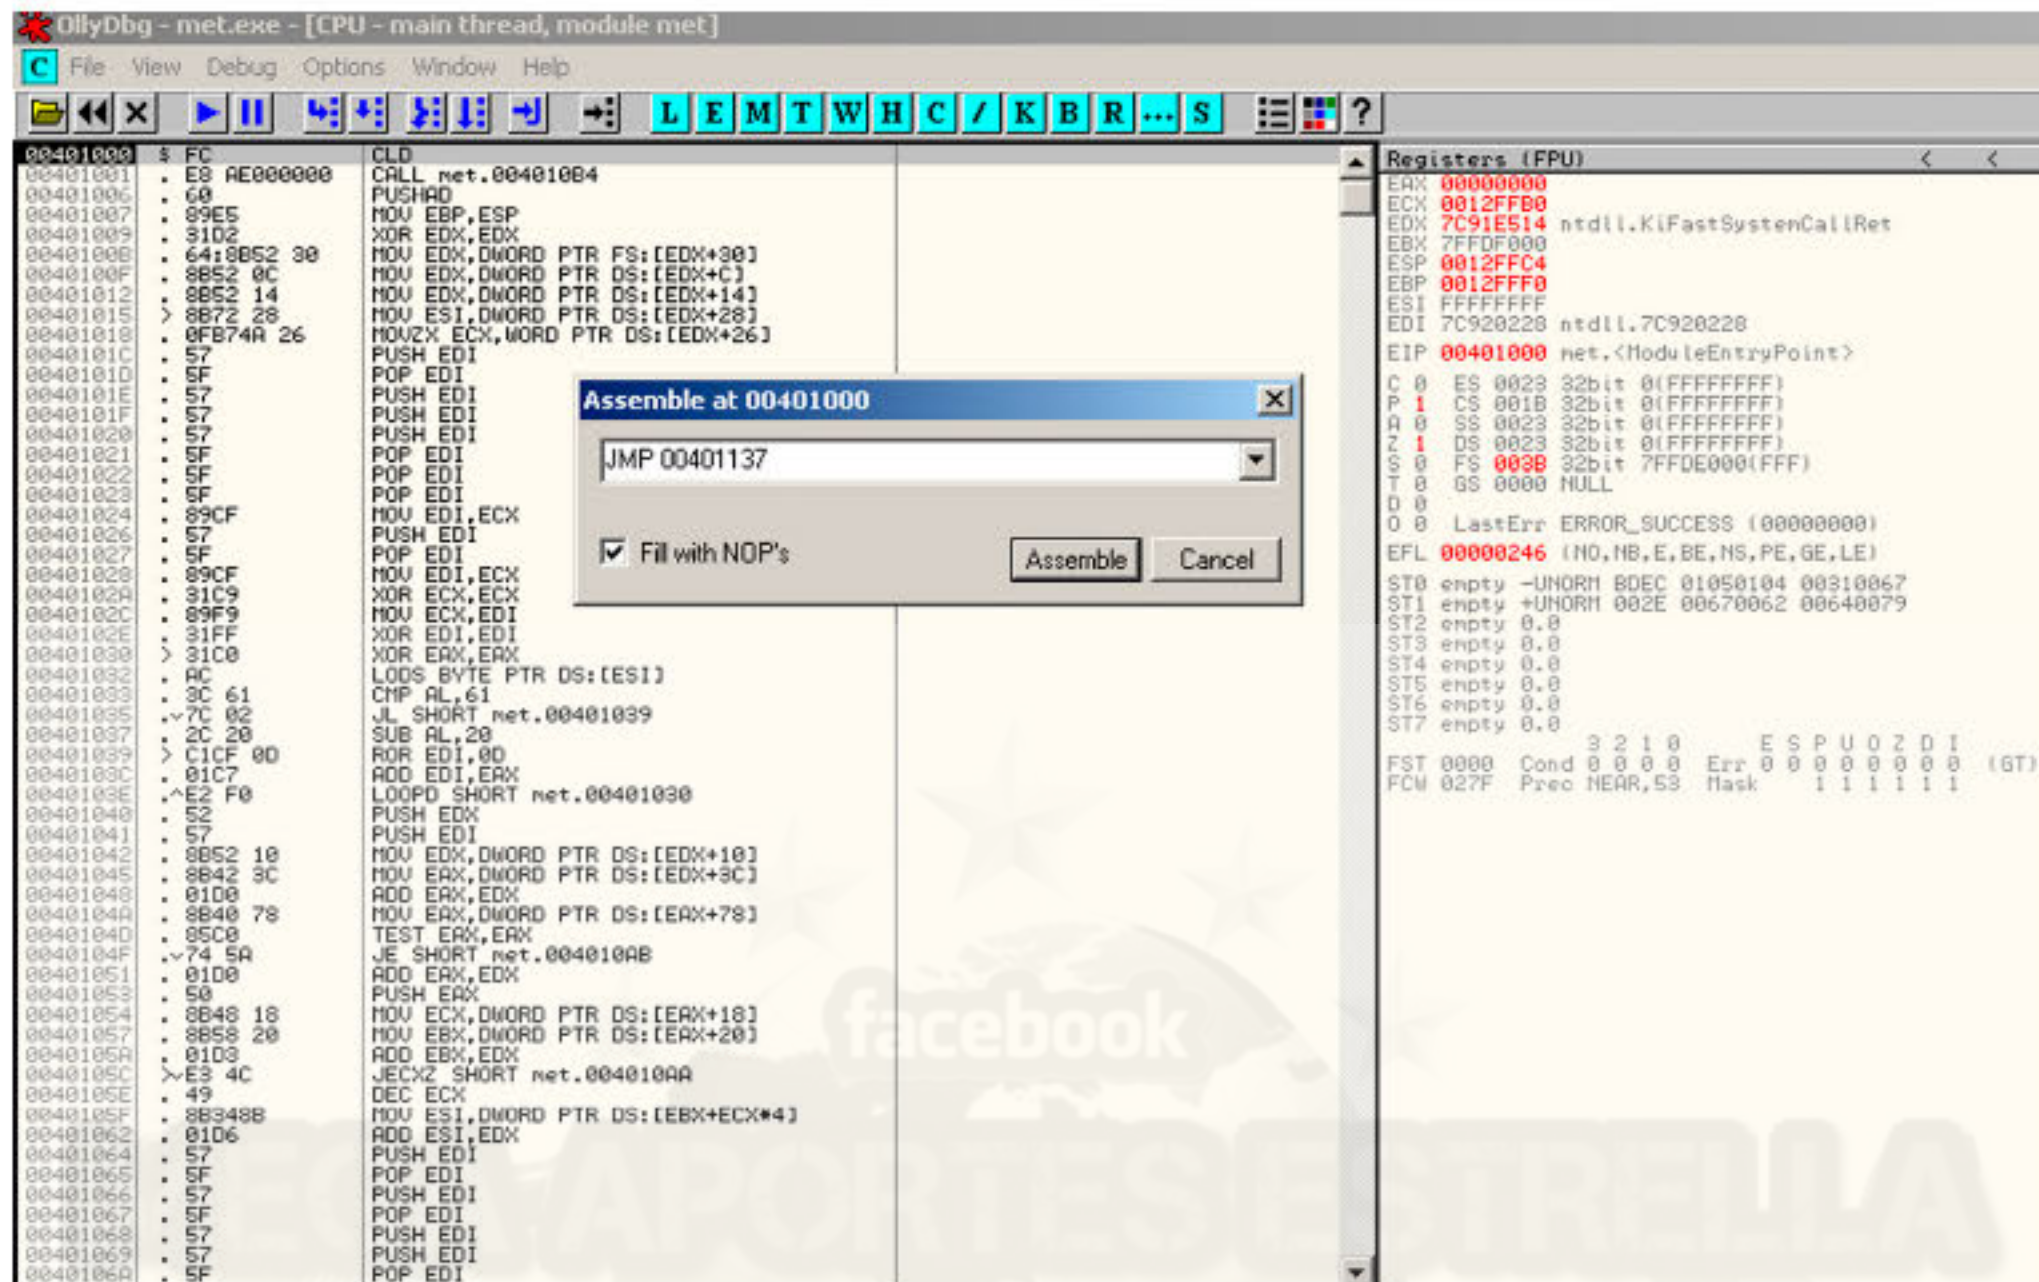 OllyDbg - met.exe - [CPU - main thread, module met]
C File View Debug Options Window Help
L E M T W H C / K B R ... S ?
00401000 $ FC CLD
00401001 . E8 AE000000 CALL met.004010B4
00401006 . 60 PUSHAD
00401007 . 89E5 MOV EBP,ESP
00401009 . 31D2 XOR EDX,EDX
0040100B . 64:8B52 30 MOV EDX,DWORD PTR FS:[EDX+30]
0040100F . 8B52 0C MOV EDX,DWORD PTR DS:[EDX+C]
00401012 . 8B52 14 MOV EDX,DWORD PTR DS:[EDX+14]
00401015 > 8B72 28 MOV ESI,DWORD PTR DS:[EDX+28]
00401018 . 0FB74A 26 MOVZX ECX,WORD PTR DS:[EDX+26]
0040101C . 57 PUSH EDI
0040101D . 5F POP EDI
0040101E . 57 PUSH EDI
0040101F . 57 PUSH EDI
00401020 . 57 PUSH EDI
00401021 . 5F POP EDI
00401022 . 5F POP EDI
00401023 . 5F POP EDI
00401024 . 89CF MOV EDI,ECX
00401026 . 57 PUSH EDI
00401027 . 5F POP EDI
00401028 . 89CF MOV EDI,ECX
0040102A . 31C9 XOR ECX,ECX
0040102C . 89F9 MOV ECX,EDI
0040102E . 31FF XOR EDI,EDI
00401030 > 31C0 XOR EAX,EAX
00401032 . AC LODS BYTE PTR DS:[ESI]
00401033 . 3C 61 CMP AL,61
00401035 .v7C 02 JL SHORT met.00401039
00401037 . 2C 20 SUB AL,20
00401039 > C1CF 0D ROR EDI,0D
0040103C . 01C7 ADD EDI,EAX
0040103E .^E2 F0 LOOPD SHORT met.00401030
00401040 . 52 PUSH EDX
00401041 . 57 PUSH EDI
00401042 . 8B52 10 MOV EDX,DWORD PTR DS:[EDX+10]
00401045 . 8B42 3C MOV EAX,DWORD PTR DS:[EDX+3C]
00401048 . 01D0 ADD EAX,EDX
0040104A . 8B40 78 MOV EAX,DWORD PTR DS:[EAX+78]
0040104D . 85C0 TEST EAX,EAX
0040104F .v74 5A JE SHORT met.004010AB
00401051 . 01D0 ADD EAX,EDX
00401053 . 50 PUSH EAX
00401054 . 8B48 18 MOV ECX,DWORD PTR DS:[EAX+18]
00401057 . 8B58 20 MOV EBX,DWORD PTR DS:[EAX+20]
0040105A . 01D3 ADD EBX,EDX
0040105C >vE3 4C JECXZ SHORT met.004010AA
0040105E . 49 DEC ECX
0040105F . 8B348B MOV ESI,DWORD PTR DS:[EBX+ECX*4]
00401062 . 01D6 ADD ESI,EDX
00401064 . 57 PUSH EDI
00401065 . 5F POP EDI
00401066 . 57 PUSH EDI
00401067 . 5F POP EDI
00401068 . 57 PUSH EDI
00401069 . 57 PUSH EDI
0040106A . 5F POP EDI
Assemble at 00401000
JMP 00401137
Fill with NOP's
Assemble Cancel
Registers (FPU) < <
EAX 00000000
ECX 0012FFB0
EDX 7C91E514 ntdll.KiFastSystemCallRet
EBX 7FFDF000
ESP 0012FFC4
EBP 0012FFF0
ESI FFFFFFFF
EDI 7C920228 ntdll.7C920228
EIP 00401000 met.<ModuleEntryPoint>
C 0 ES 0023 32bit 0(FFFFFFFF)
P 1 CS 001B 32bit 0(FFFFFFFF)
A 0 SS 0023 32bit 0(FFFFFFFF)
Z 1 DS 0023 32bit 0(FFFFFFFF)
S 0 FS 003B 32bit 7FFDE000(FFF)
T 0 GS 0000 NULL
D 0
O 0 LastErr ERROR_SUCCESS (00000000)
EFL 00000246 (NO,NB,E,BE,NS,PE,GE,LE)
ST0 empty -UNORM BDEC 01050104 00310067
ST1 empty +UNORM 002E 00670062 00640079
ST2 empty 0.0
ST3 empty 0.0
ST4 empty 0.0
ST5 empty 0.0
ST6 empty 0.0
ST7 empty 0.0
3 2 1 0 E S P U O Z D I
FST 0000 Cond 0 0 0 0 Err 0 0 0 0 0 0 0 0 (GT)
FCW 027F Prec NEAR,53 Mask 1 1 1 1 1 1
facebook
APORTES ESTRELLA